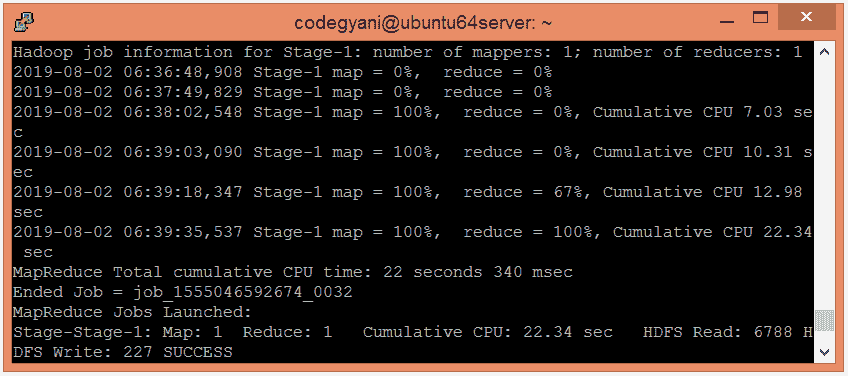 codegyani@ubuntu64server: ~
Hadoop job information for Stage-1: number of mappers: 1; number of reducers: 1
2019-08-02 06:36:48,908 Stage-1 map = 0%,  reduce = 0%
2019-08-02 06:37:49,829 Stage-1 map = 0%,  reduce = 0%
2019-08-02 06:38:02,548 Stage-1 map = 100%,  reduce = 0%, Cumulative CPU 7.03 se
c
2019-08-02 06:39:03,090 Stage-1 map = 100%,  reduce = 0%, Cumulative CPU 10.31 s
ec
2019-08-02 06:39:18,347 Stage-1 map = 100%,  reduce = 67%, Cumulative CPU 12.98
sec
2019-08-02 06:39:35,537 Stage-1 map = 100%,  reduce = 100%, Cumulative CPU 22.34
 sec
MapReduce Total cumulative CPU time: 22 seconds 340 msec
Ended Job = job_1555046592674_0032
MapReduce Jobs Launched:
Stage-Stage-1: Map: 1  Reduce: 1   Cumulative CPU: 22.34 sec   HDFS Read: 6788 H
DFS Write: 227 SUCCESS